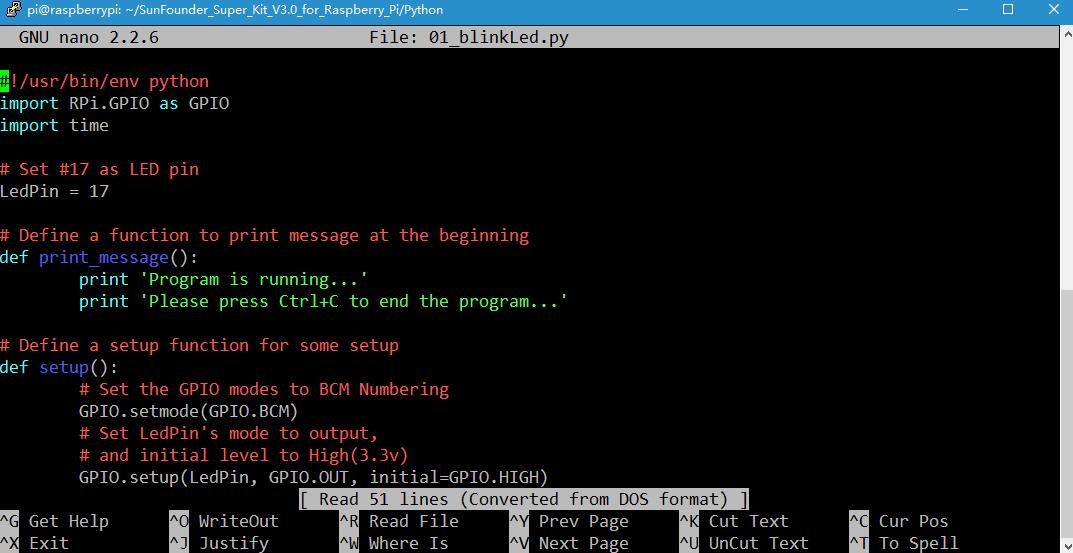 pi@raspberrypi: ~/SunFounder_Super_Kit_V3.0_for_Raspberry_Pi/Python
GNU nano 2.2.6 File: 01_blinkLed.py
#!/usr/bin/env python
import RPi.GPIO as GPIO
import time
# Set #17 as LED pin
LedPin = 17
# Define a function to print message at the beginning
def print_message():
print 'Program is running...'
print 'Please press Ctrl+C to end the program...'
# Define a setup function for some setup
def setup():
# Set the GPIO modes to BCM Numbering
GPIO.setmode(GPIO.BCM)
# Set LedPin's mode to output,
# and initial level to High(3.3v)
GPIO.setup(LedPin, GPIO.OUT, initial=GPIO.HIGH)
[ Read 51 lines (Converted from DOS format) ]
^G Get Help ^O WriteOut ^R Read File ^Y Prev Page ^K Cut Text ^C Cur Pos
^X Exit ^J Justify ^W Where Is ^V Next Page ^U UnCut Text ^T To Spell